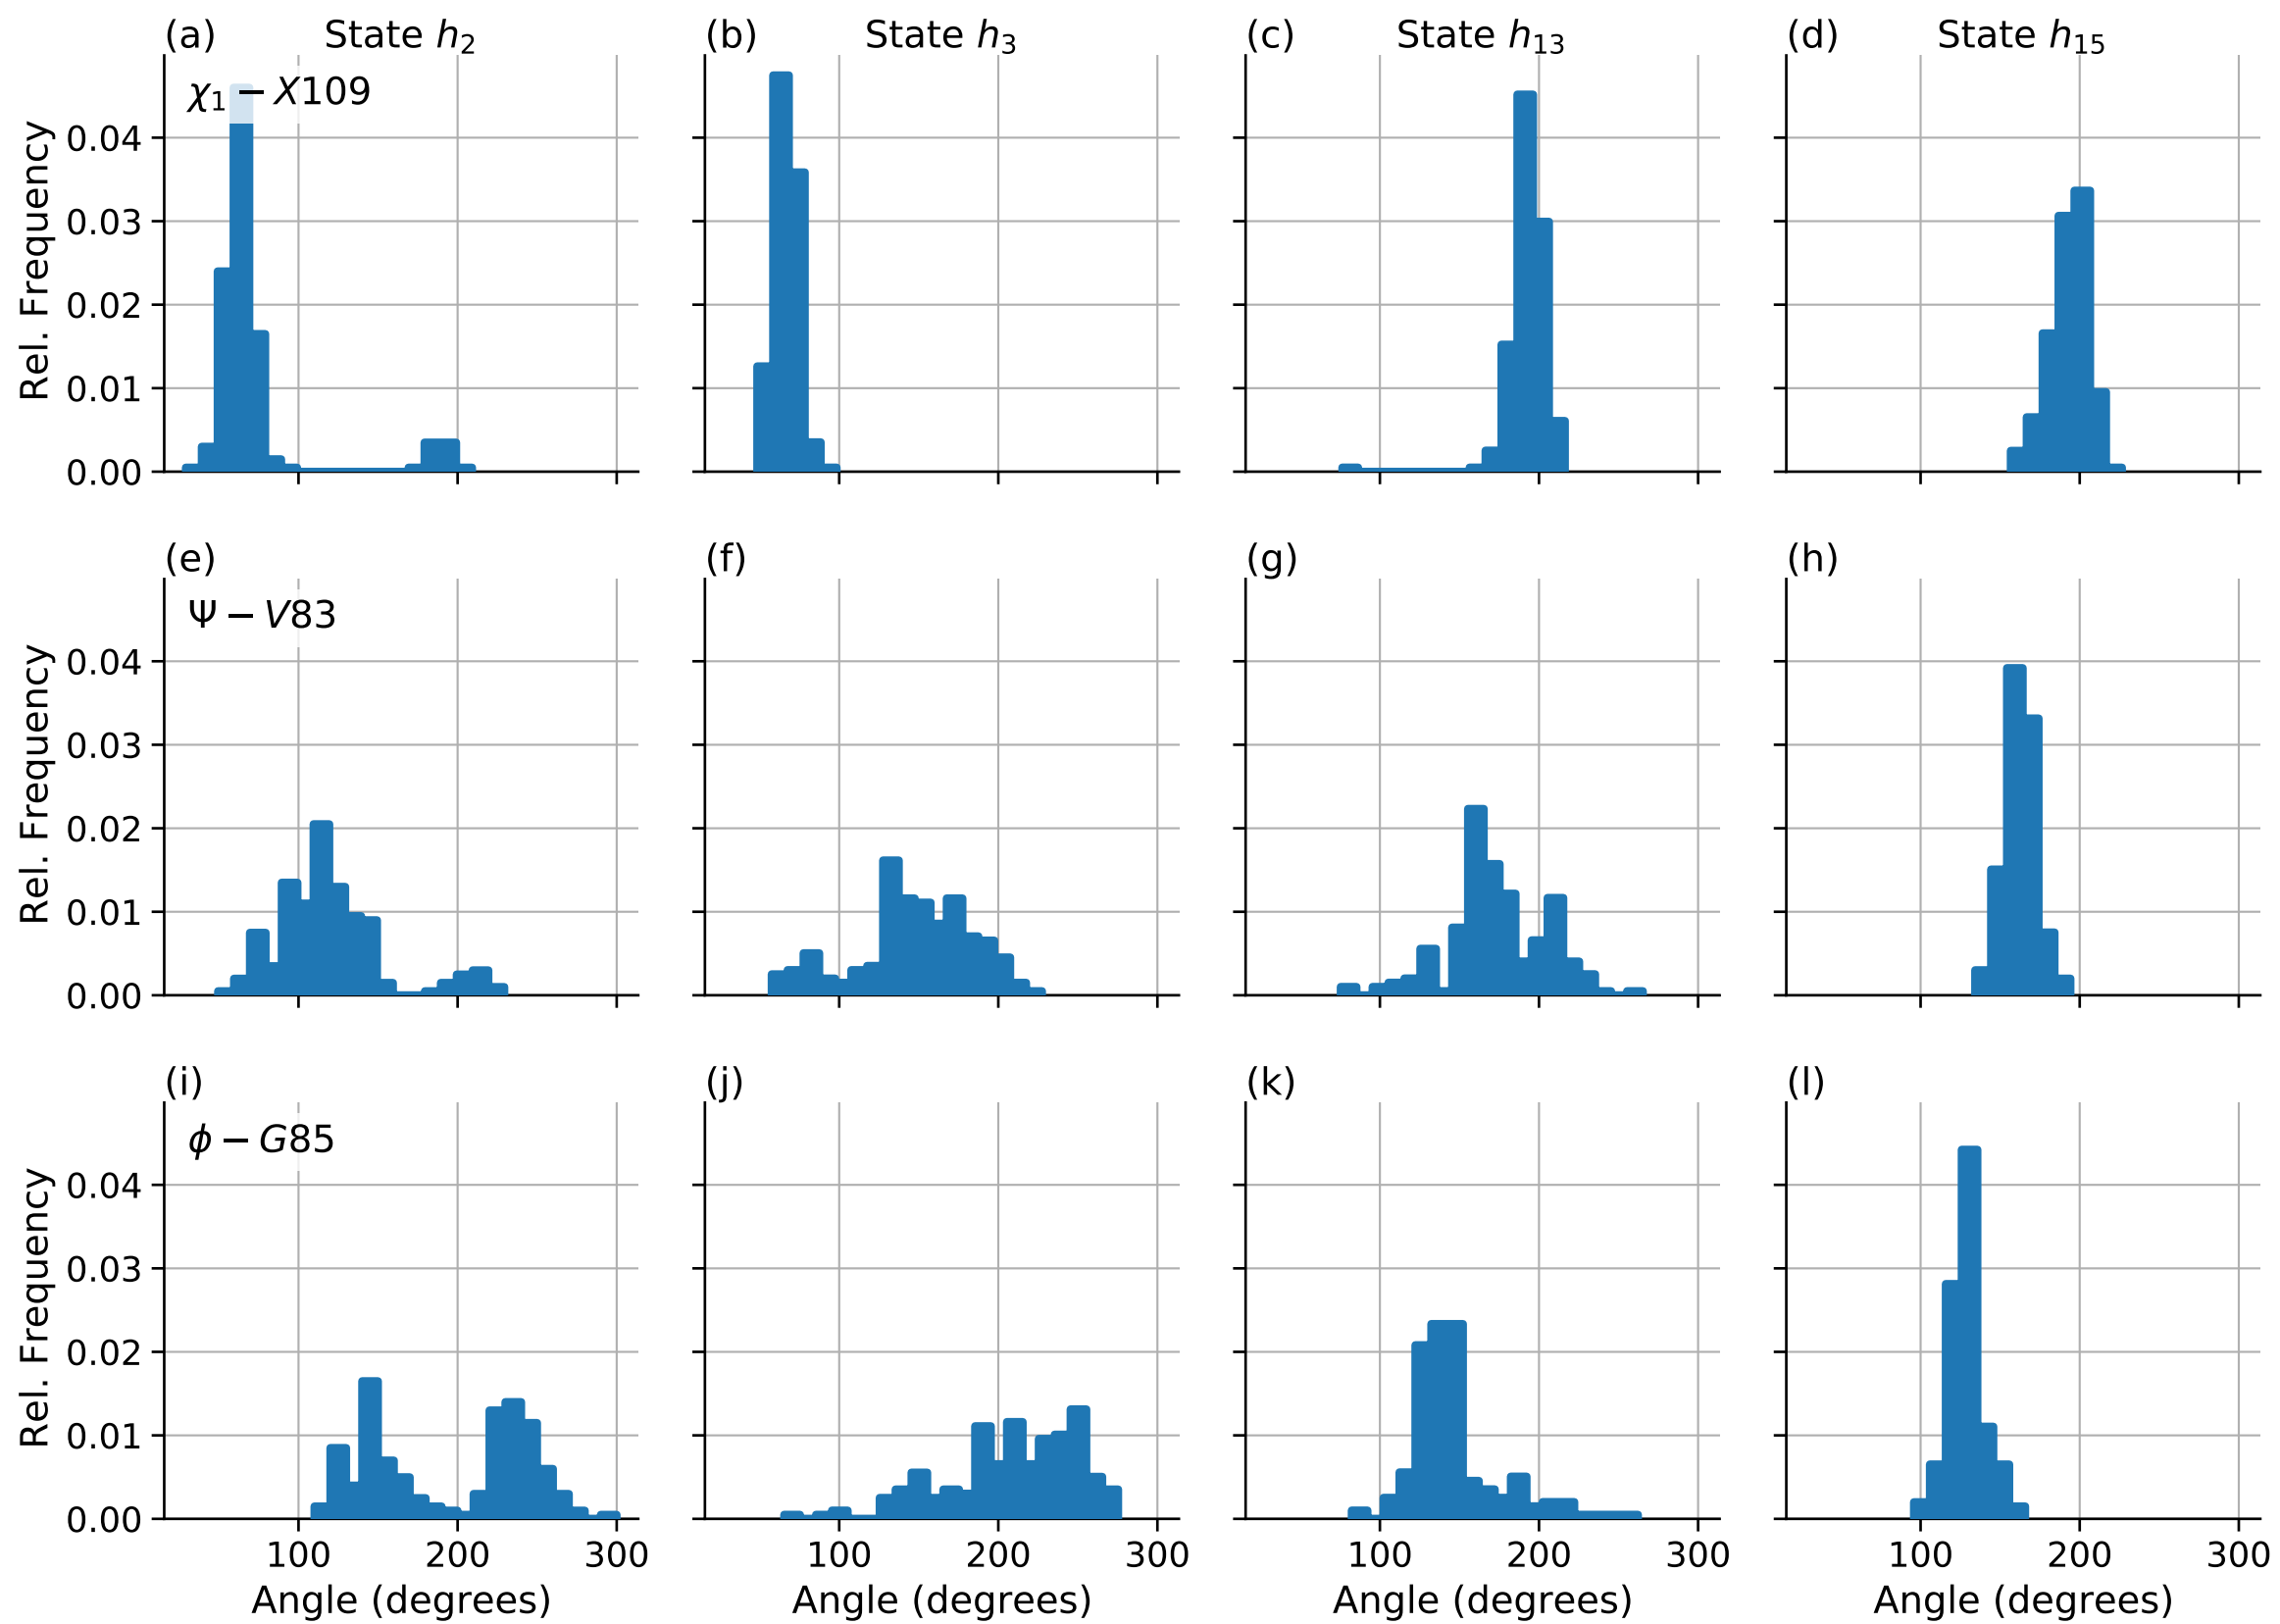 (a) State h₂ (b) State h₃ (c) State h₁₃ (d) State h₁₅
χ₁ − X109
Rel. Frequency
0.04
0.03
0.02
0.01
0.00
(e) (f) (g) (h)
Ψ − V83
Rel. Frequency
0.04
0.03
0.02
0.01
0.00
(i) (j) (k) (l)
ϕ − G85
Rel. Frequency
0.04
0.03
0.02
0.01
0.00
100 200 300 100 200 300 100 200 300 100 200 300
Angle (degrees) Angle (degrees) Angle (degrees) Angle (degrees)